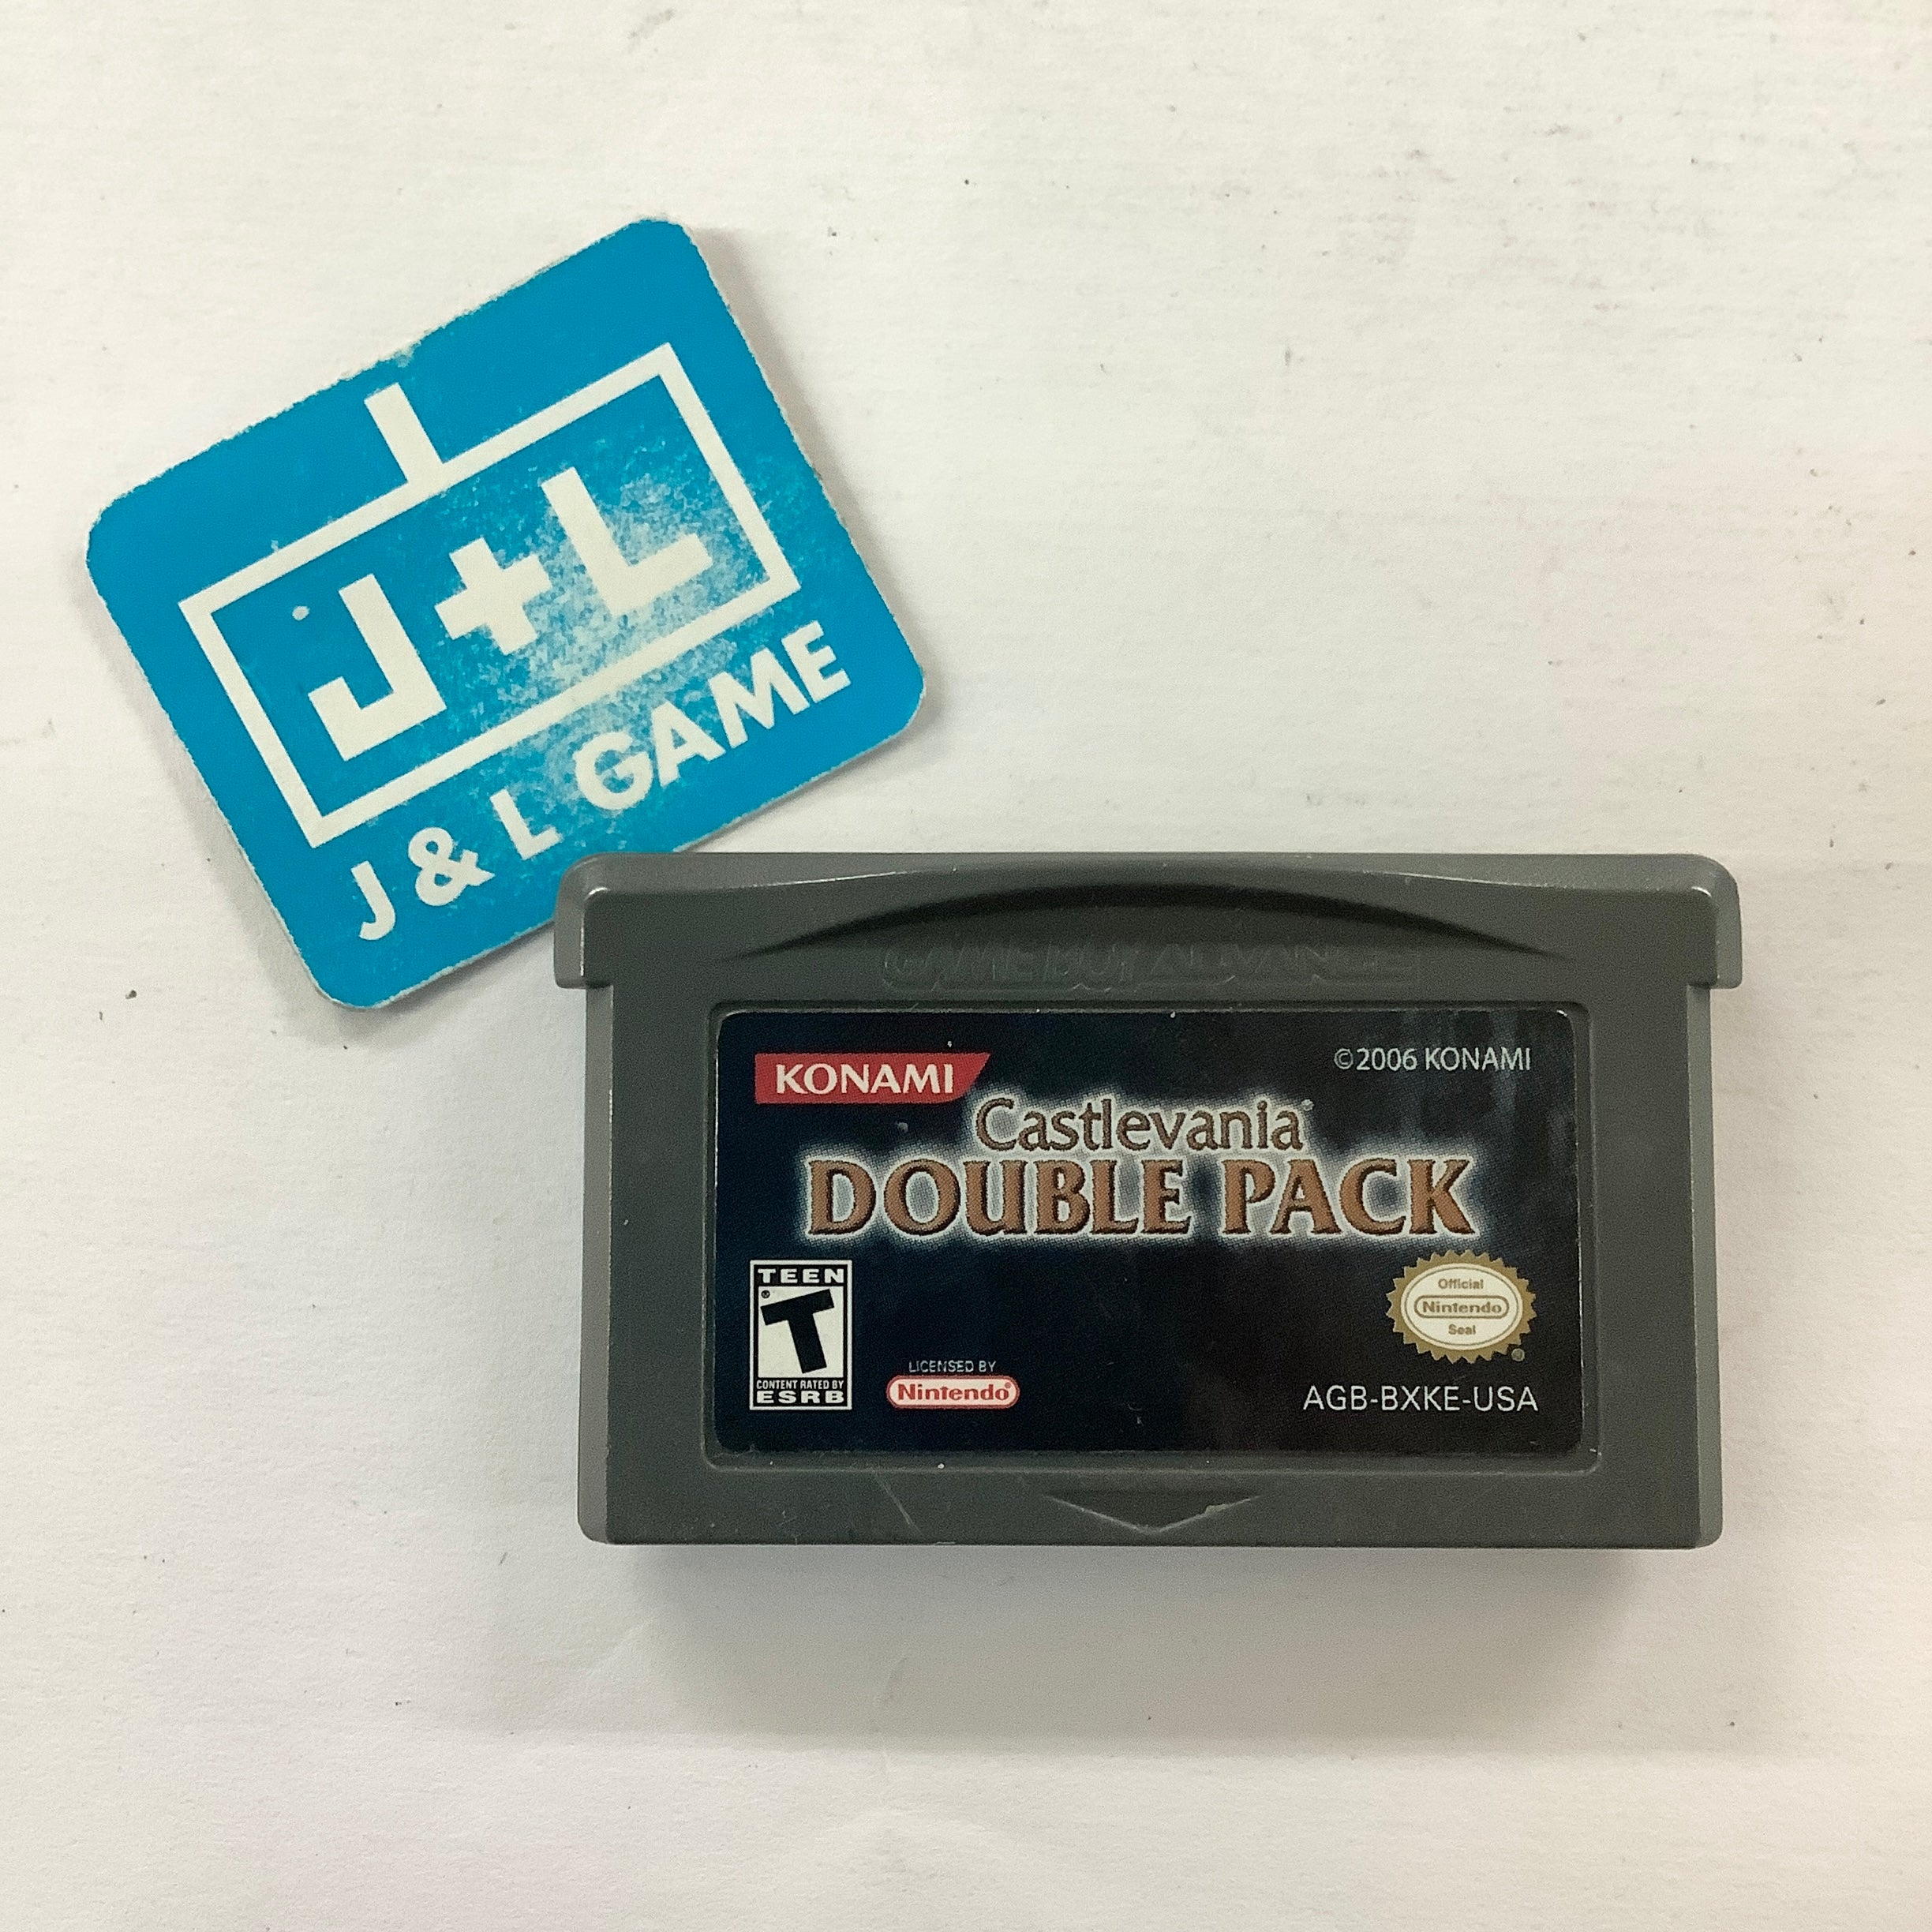 J+L
J & L GAME
GAME BOY ADVANCE
KONAMI
©2006 KONAMI
Castlevania®
DOUBLE PACK
TEEN
T®
CONTENT RATED BY
ESRB
LICENSED BY
Nintendo®
Official
Nintendo
Seal
AGB-BXKE-USA